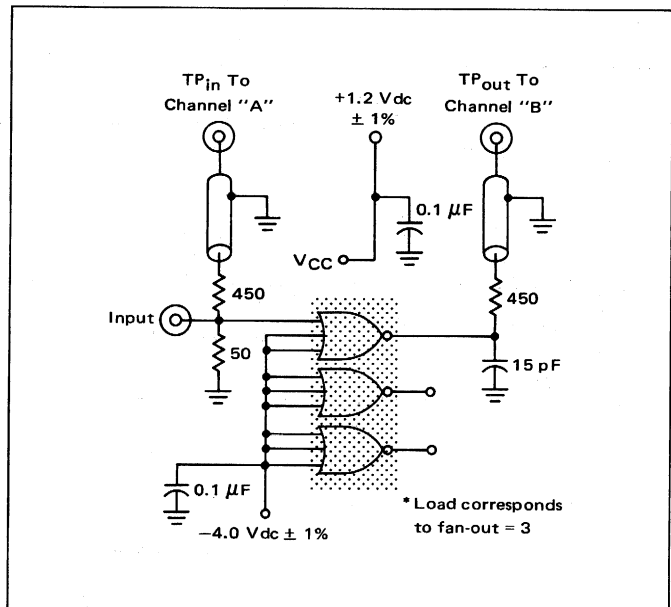 TPin To
Channel "A"
+1.2 Vdc
± 1%
TPout To
Channel "B"
0.1 μF
VCC
450
450
Input
50
15 pF
0.1 μF
−4.0 Vdc ± 1%
* Load corresponds
to fan-out = 3